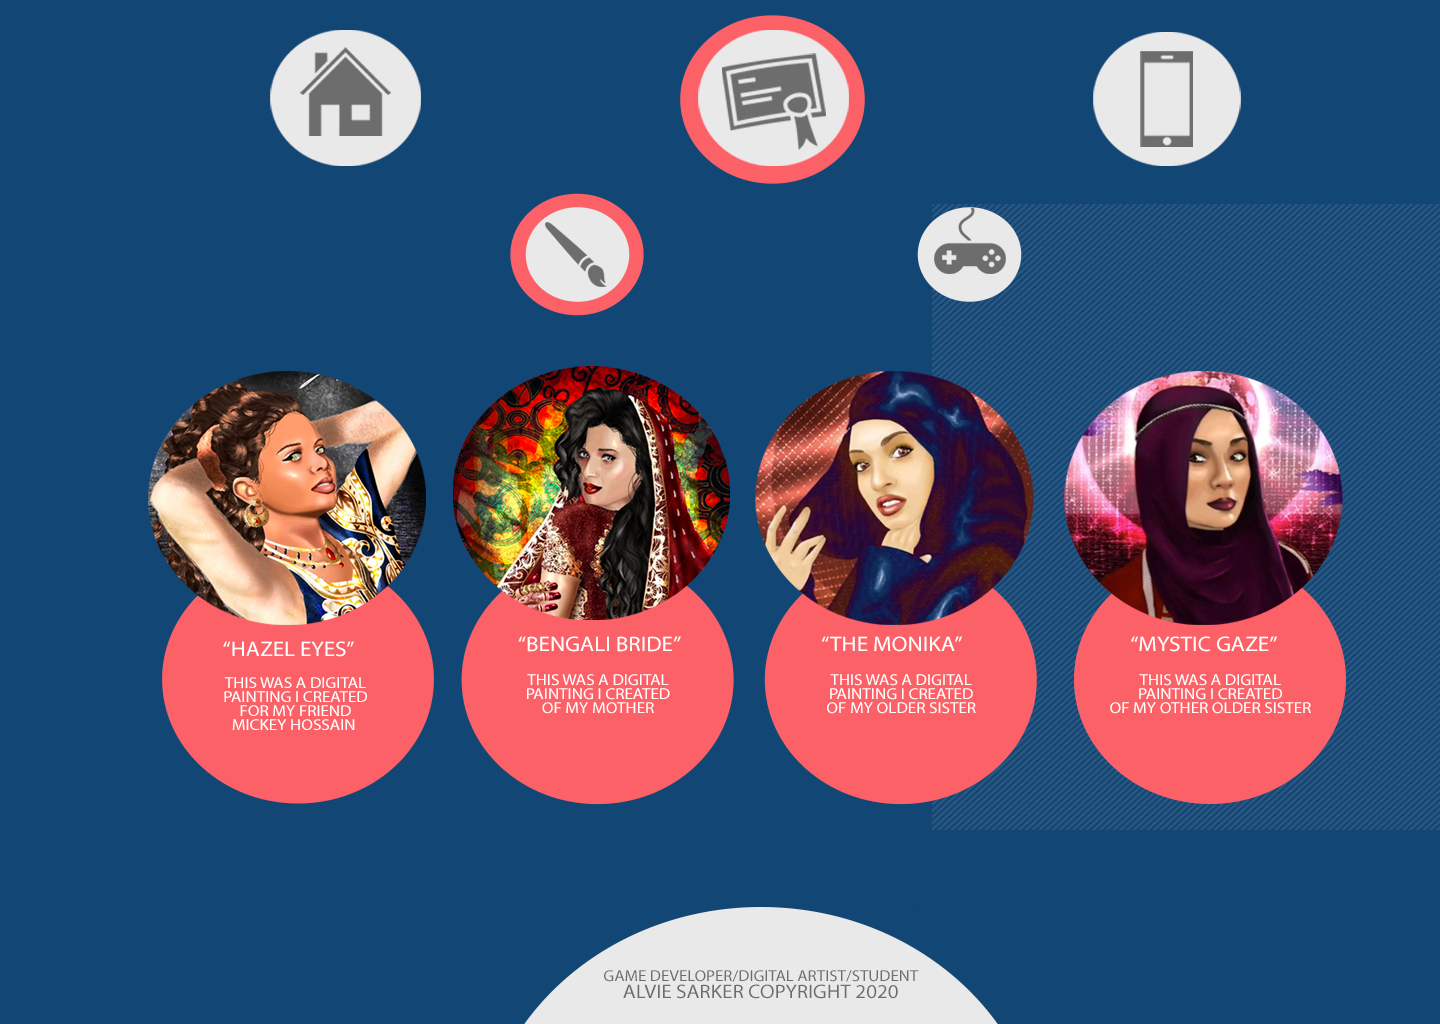 “HAZEL EYES”
THIS WAS A DIGITAL
PAINTING I CREATED
FOR MY FRIEND
MICKEY HOSSAIN
“BENGALI BRIDE”
THIS WAS A DIGITAL
PAINTING I CREATED
OF MY MOTHER
“THE MONIKA”
THIS WAS A DIGITAL
PAINTING I CREATED
OF MY OLDER SISTER
“MYSTIC GAZE”
THIS WAS A DIGITAL
PAINTING I CREATED
OF MY OTHER OLDER SISTER
GAME DEVELOPER/DIGITAL ARTIST/STUDENT
ALVIE SARKER COPYRIGHT 2020